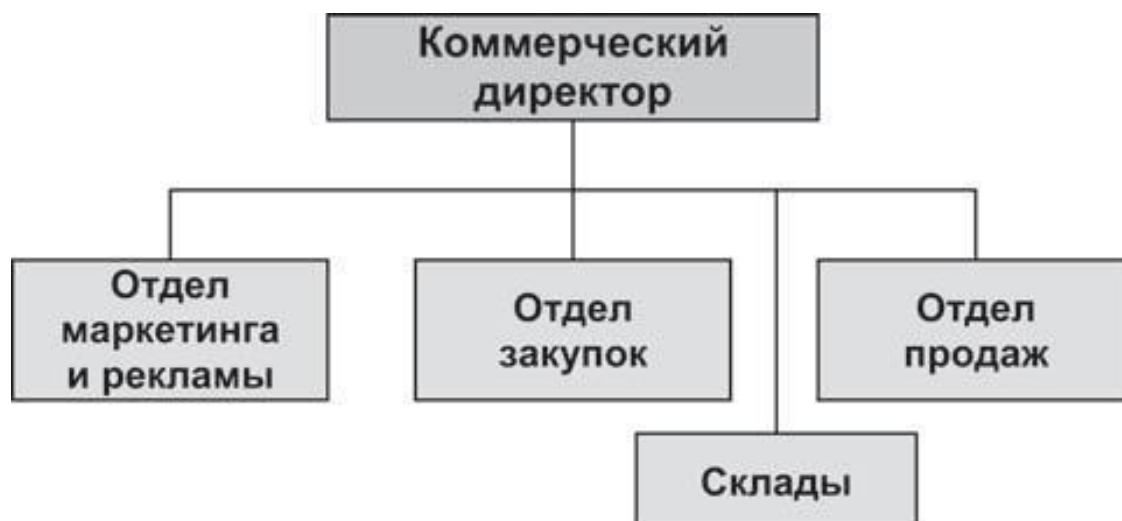 Коммерческий
директор
Отдел
маркетинга
и рекламы
Отдел
закупок
Отдел
продаж
Склады